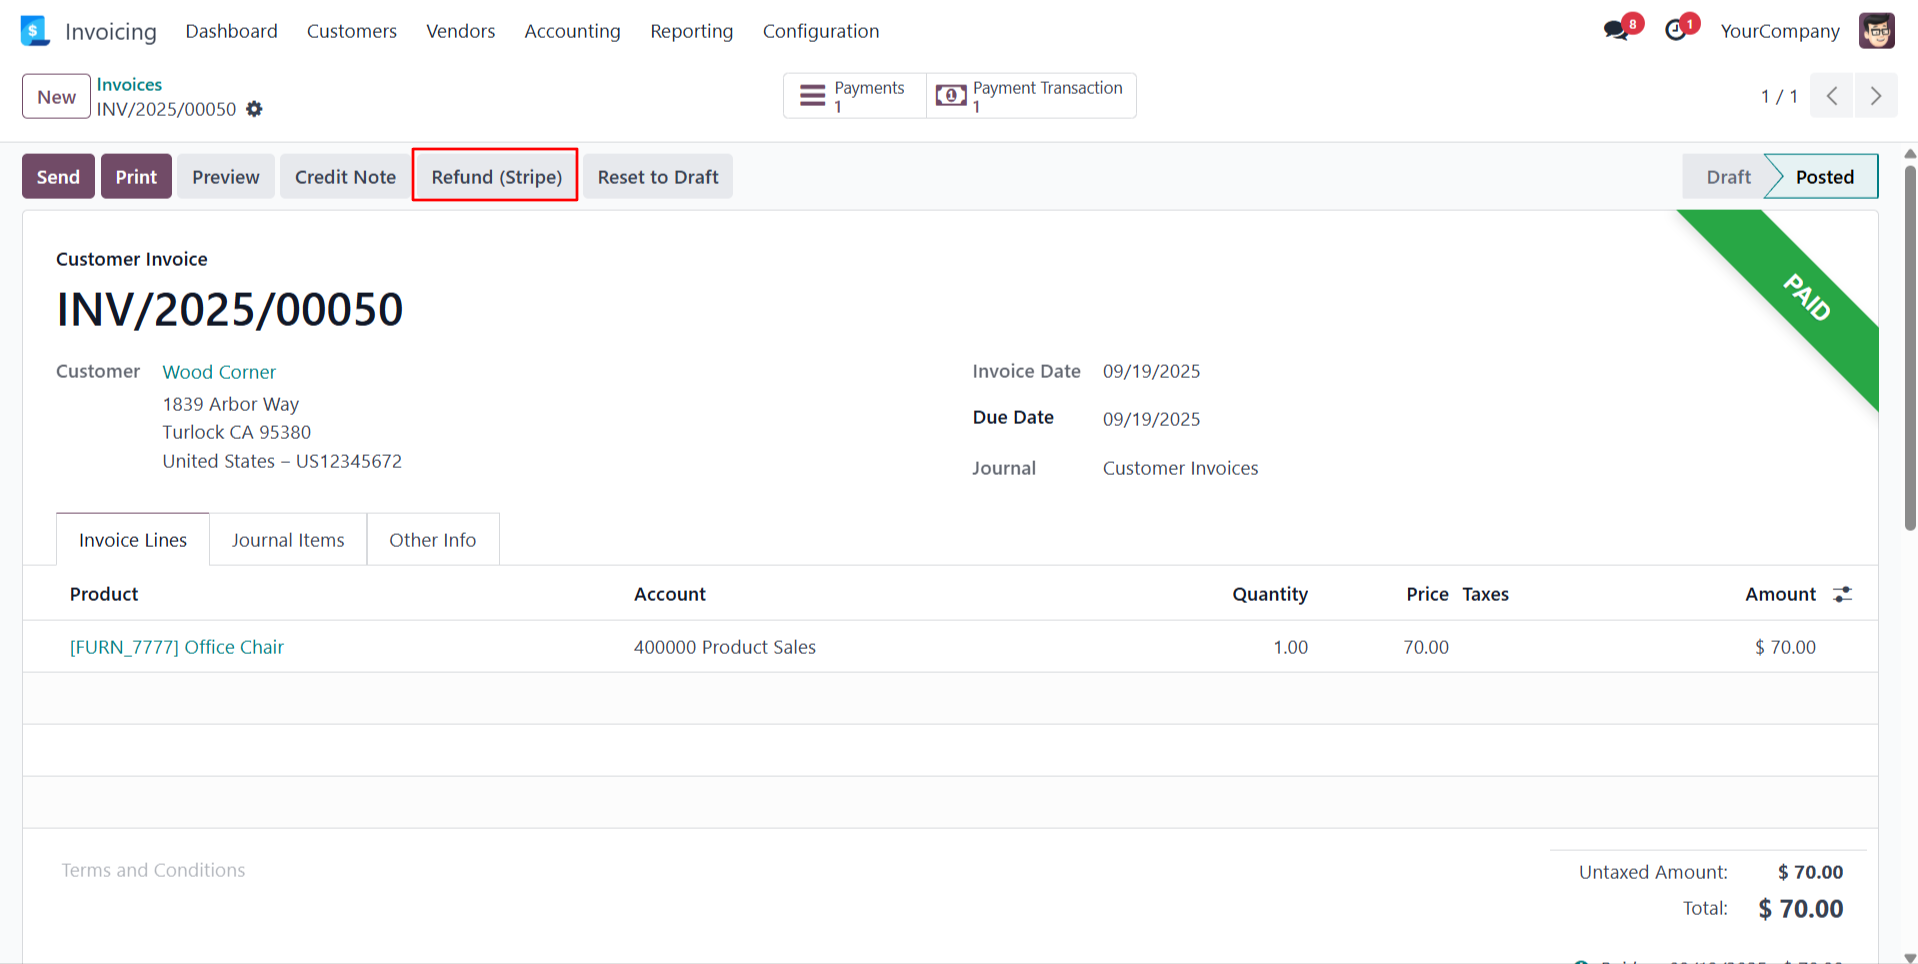 Invoicing Dashboard Customers Vendors Accounting Reporting Configuration 8 1 YourCompany
New Invoices Payments Payment Transaction
INV/2025/00050 1 1 1 / 1
Send Print Preview Credit Note Refund (Stripe) Reset to Draft Draft Posted
PAID
Customer Invoice
INV/2025/00050
Customer Wood Corner Invoice Date 09/19/2025
1839 Arbor Way
Turlock CA 95380 Due Date 09/19/2025
United States – US12345672
Journal Customer Invoices
Invoice Lines Journal Items Other Info
Product Account Quantity Price Taxes Amount
[FURN_7777] Office Chair 400000 Product Sales 1.00 70.00 $ 70.00
Terms and Conditions Untaxed Amount: $ 70.00
Total: $ 70.00